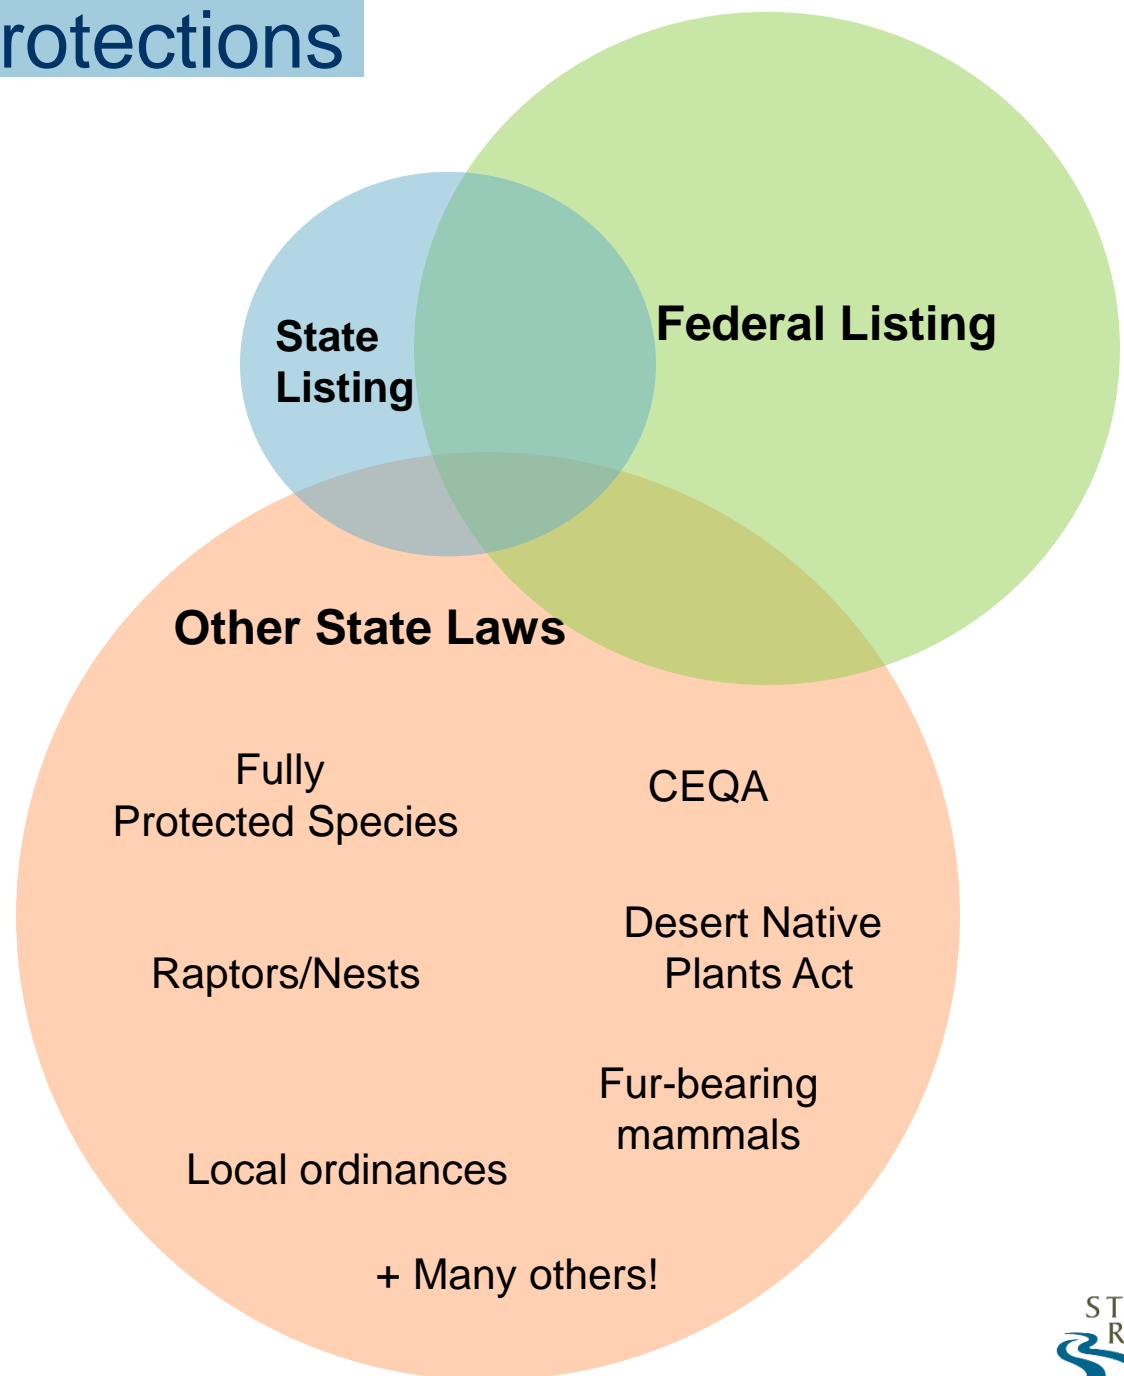 rotections
Federal Listing
State
Listing
Other State Laws
Fully
Protected Species
CEQA
Desert Native
Plants Act
Raptors/Nests
Fur-bearing
mammals
Local ordinances
+ Many others!
ST
R